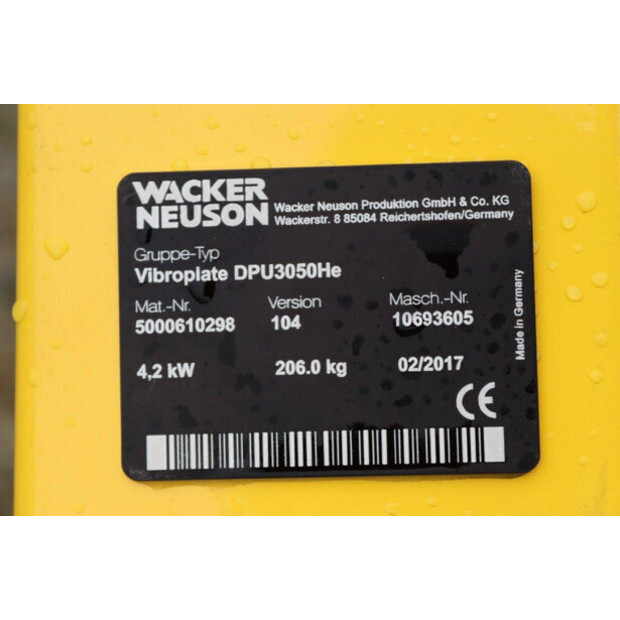 WACKER
NEUSON
Wacker Neuson Produktion GmbH & Co. KG
Wackerstr. 8 85084 Reichertshofen/Germany
Gruppe-Typ
Vibroplate DPU3050He
Mat.-Nr. Version Masch.-Nr.
5000610298 104 10693605
4,2 kW 206.0 kg 02/2017
CE
Made in Germany